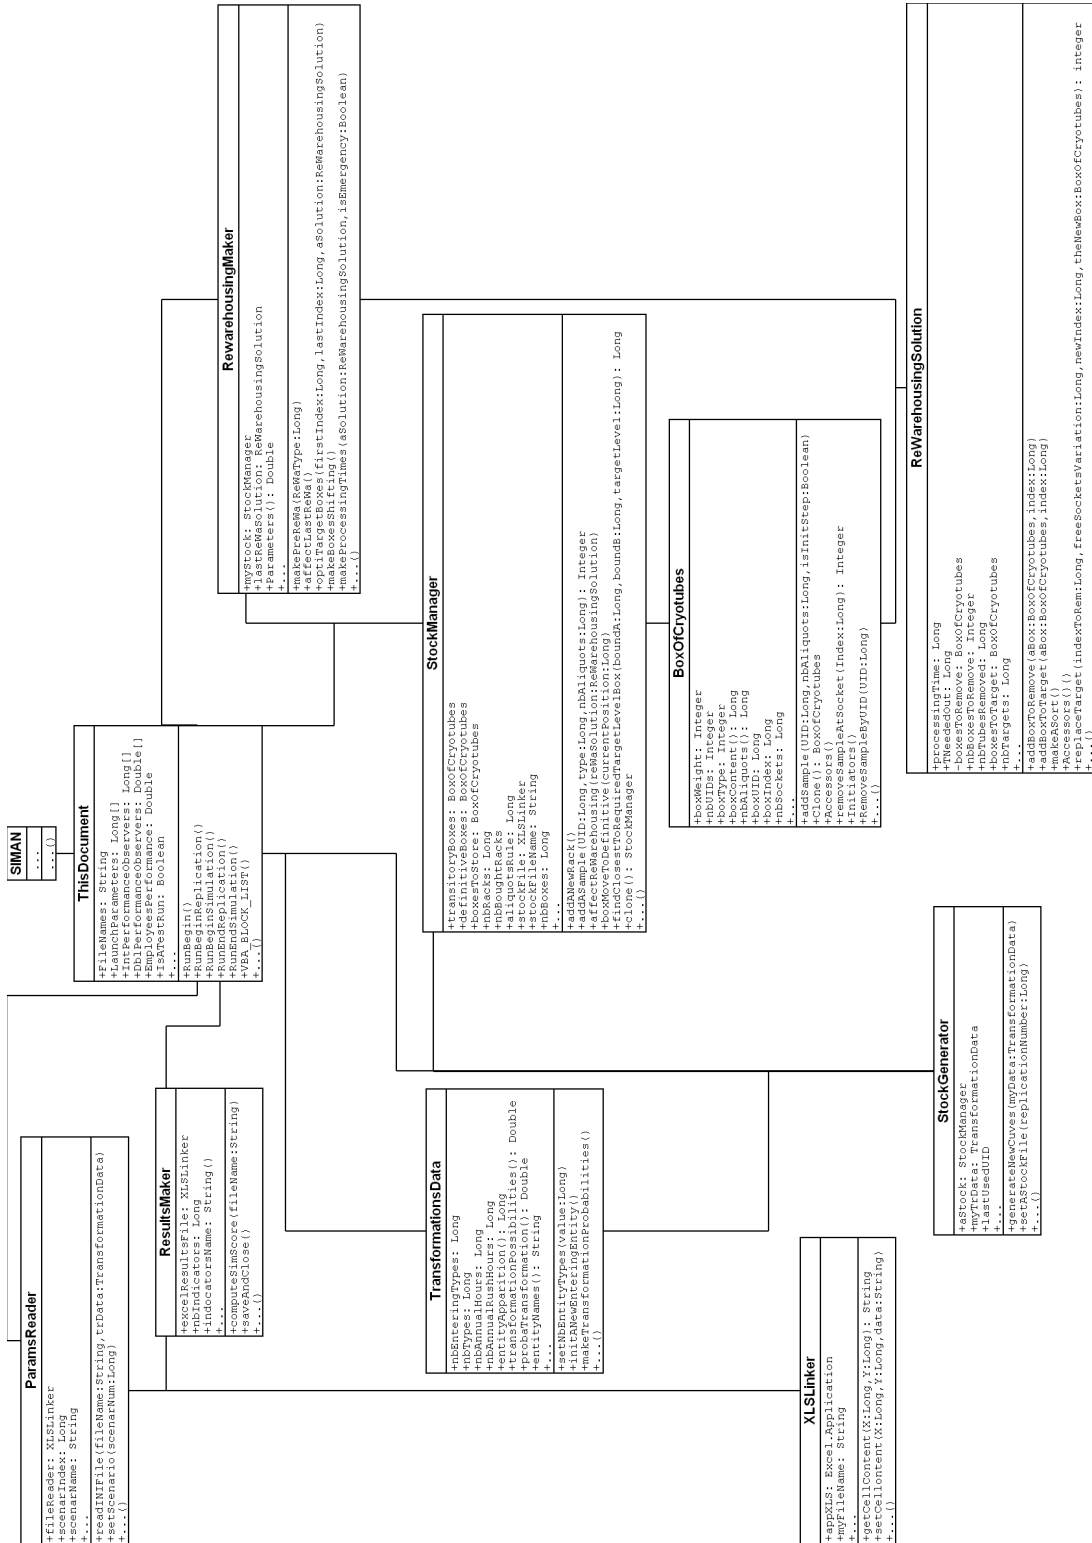 SIMAN
...
...()
ThisDocument
+FileNames: String
+LaunchParameters: Long[]
+IntPerformanceObservers: Long[]
+DblPerformanceObservers: Double[]
+EmployeesPerformance: Double
+IsATestRun: Boolean
+...
+RunBegin()
+RunBeginReplication()
+RunBeginSimulation()
+RunEndReplication()
+RunEndSimulation()
+VBA_BLOCK_LIST()
+...()
ParamsReader
+fileReader: XLSLinker
+scenarIndex: Long
+scenarName: String
+...
+readINIFile(fileName:String,trData:TransformationData)
+setScenario(scenarNum:Long)
+...()
ResultsMaker
+excelResultsFile: XLSLinker
+nbIndicators: Long
+indocatorsName: String()
+...
+computeSimScore(fileName:String)
+saveAndClose()
+...()
RewarehousingMaker
+myStock: StockManager
+lastReWaSolution: ReWarehousingSolution
+Parameters(): Double
+...
+makePreReWa(ReWaType:Long)
+affectLastReWa()
+optiTargetBoxes(firstIndex:Long,lastIndex:Long,aSolution:ReWarehousingSolution)
+makeBoxesShifting()
+makeProcessingTimes(aSolution:ReWarehousingSolution,isEmergency:Boolean)
+...()
TransformationsData
+nbEnteringTypes: Long
+nbTypes: Long
+nbAnnualHours: Long
+nbAnnualRushHours: Long
+entityApparition(): Long
+transformationPossibilities(): Double
+probaTransformation(): Double
+entityNames(): String
+...
+setNbEntityTypes(value:Long)
+initANewEnteringEntity()
+makeTransformationProbabilities()
+...()
StockManager
+transitoryBoxes: BoxOfCryotubes
+definitiveBoxes: BoxOfCryotubes
+boxesToStore: BoxOfCryotubes
+nbRacks: Long
+nbBoughtRacks
+aliquotsRule: Long
+stockFile: XLSLinker
+stockFileName: String
+nbBoxes: Long
+...
+addANewRack()
+addASample(UID:Long,type:Long,nbAliquots:Long): Integer
+affectReWarehousing(reWaSolution:ReWarehousingSolution)
+boxMoveToDefinitive(currentPosition:Long)
+findClosestToRequiredTargetLevelBox(boundA:Long,boundB:Long,targetLevel:Long): Long
+clone(): StockManager
+...()
BoxOfCryotubes
+boxWeight: Integer
+nbUIDs: Integer
+boxType: Integer
+boxContent(): Long
+nbAliquots(): Long
+boxUID: Long
+boxIndex: Long
+nbSockets: Long
+...
+addSample(UID:Long,nbAliquots:Long,isInitStep:Boolean)
+Clone(): BoxOfCryotubes
+Accessors()
+removeSampleAtSocket(Index:Long): Integer
+Initiators()
+RemoveSampleByUID(UID:Long)
+...()
XLSLinker
+appXLS: Excel.Application
+myFileName: String
+...
+getCellContent(X:Long,Y:Long): String
+setCellontent(X:Long,Y:Long,data:String)
+...()
StockGenerator
+aStock: StockManager
+myTrData: TransformationData
+lastUsedUID
+...
+generateNewCuves(myData:TransformationData)
+setAStockFile(replicationNumber:Long)
+...()
ReWarehousingSolution
+processingTime: Long
+TNeededOut: Long
-boxesToRemove: BoxOfCryotubes
+nbBoxesToRemove: Integer
+nbTubesRemoved: Long
+boxesToTarget: BoxOfCryotubes
+nbTargets: Long
+...
+addBoxToRemove(aBox:BoxOfCryotubes,index:Long)
+addBoxToTarget(aBox:BoxOfCryotubes,index:Long)
+makeASort()
+Accessors()()
+replaceTarget(indexToRem:Long,freeSocketsVariation:Long,newIndex:Long,theNewBox:BoxOfCryotubes): integer
+...()